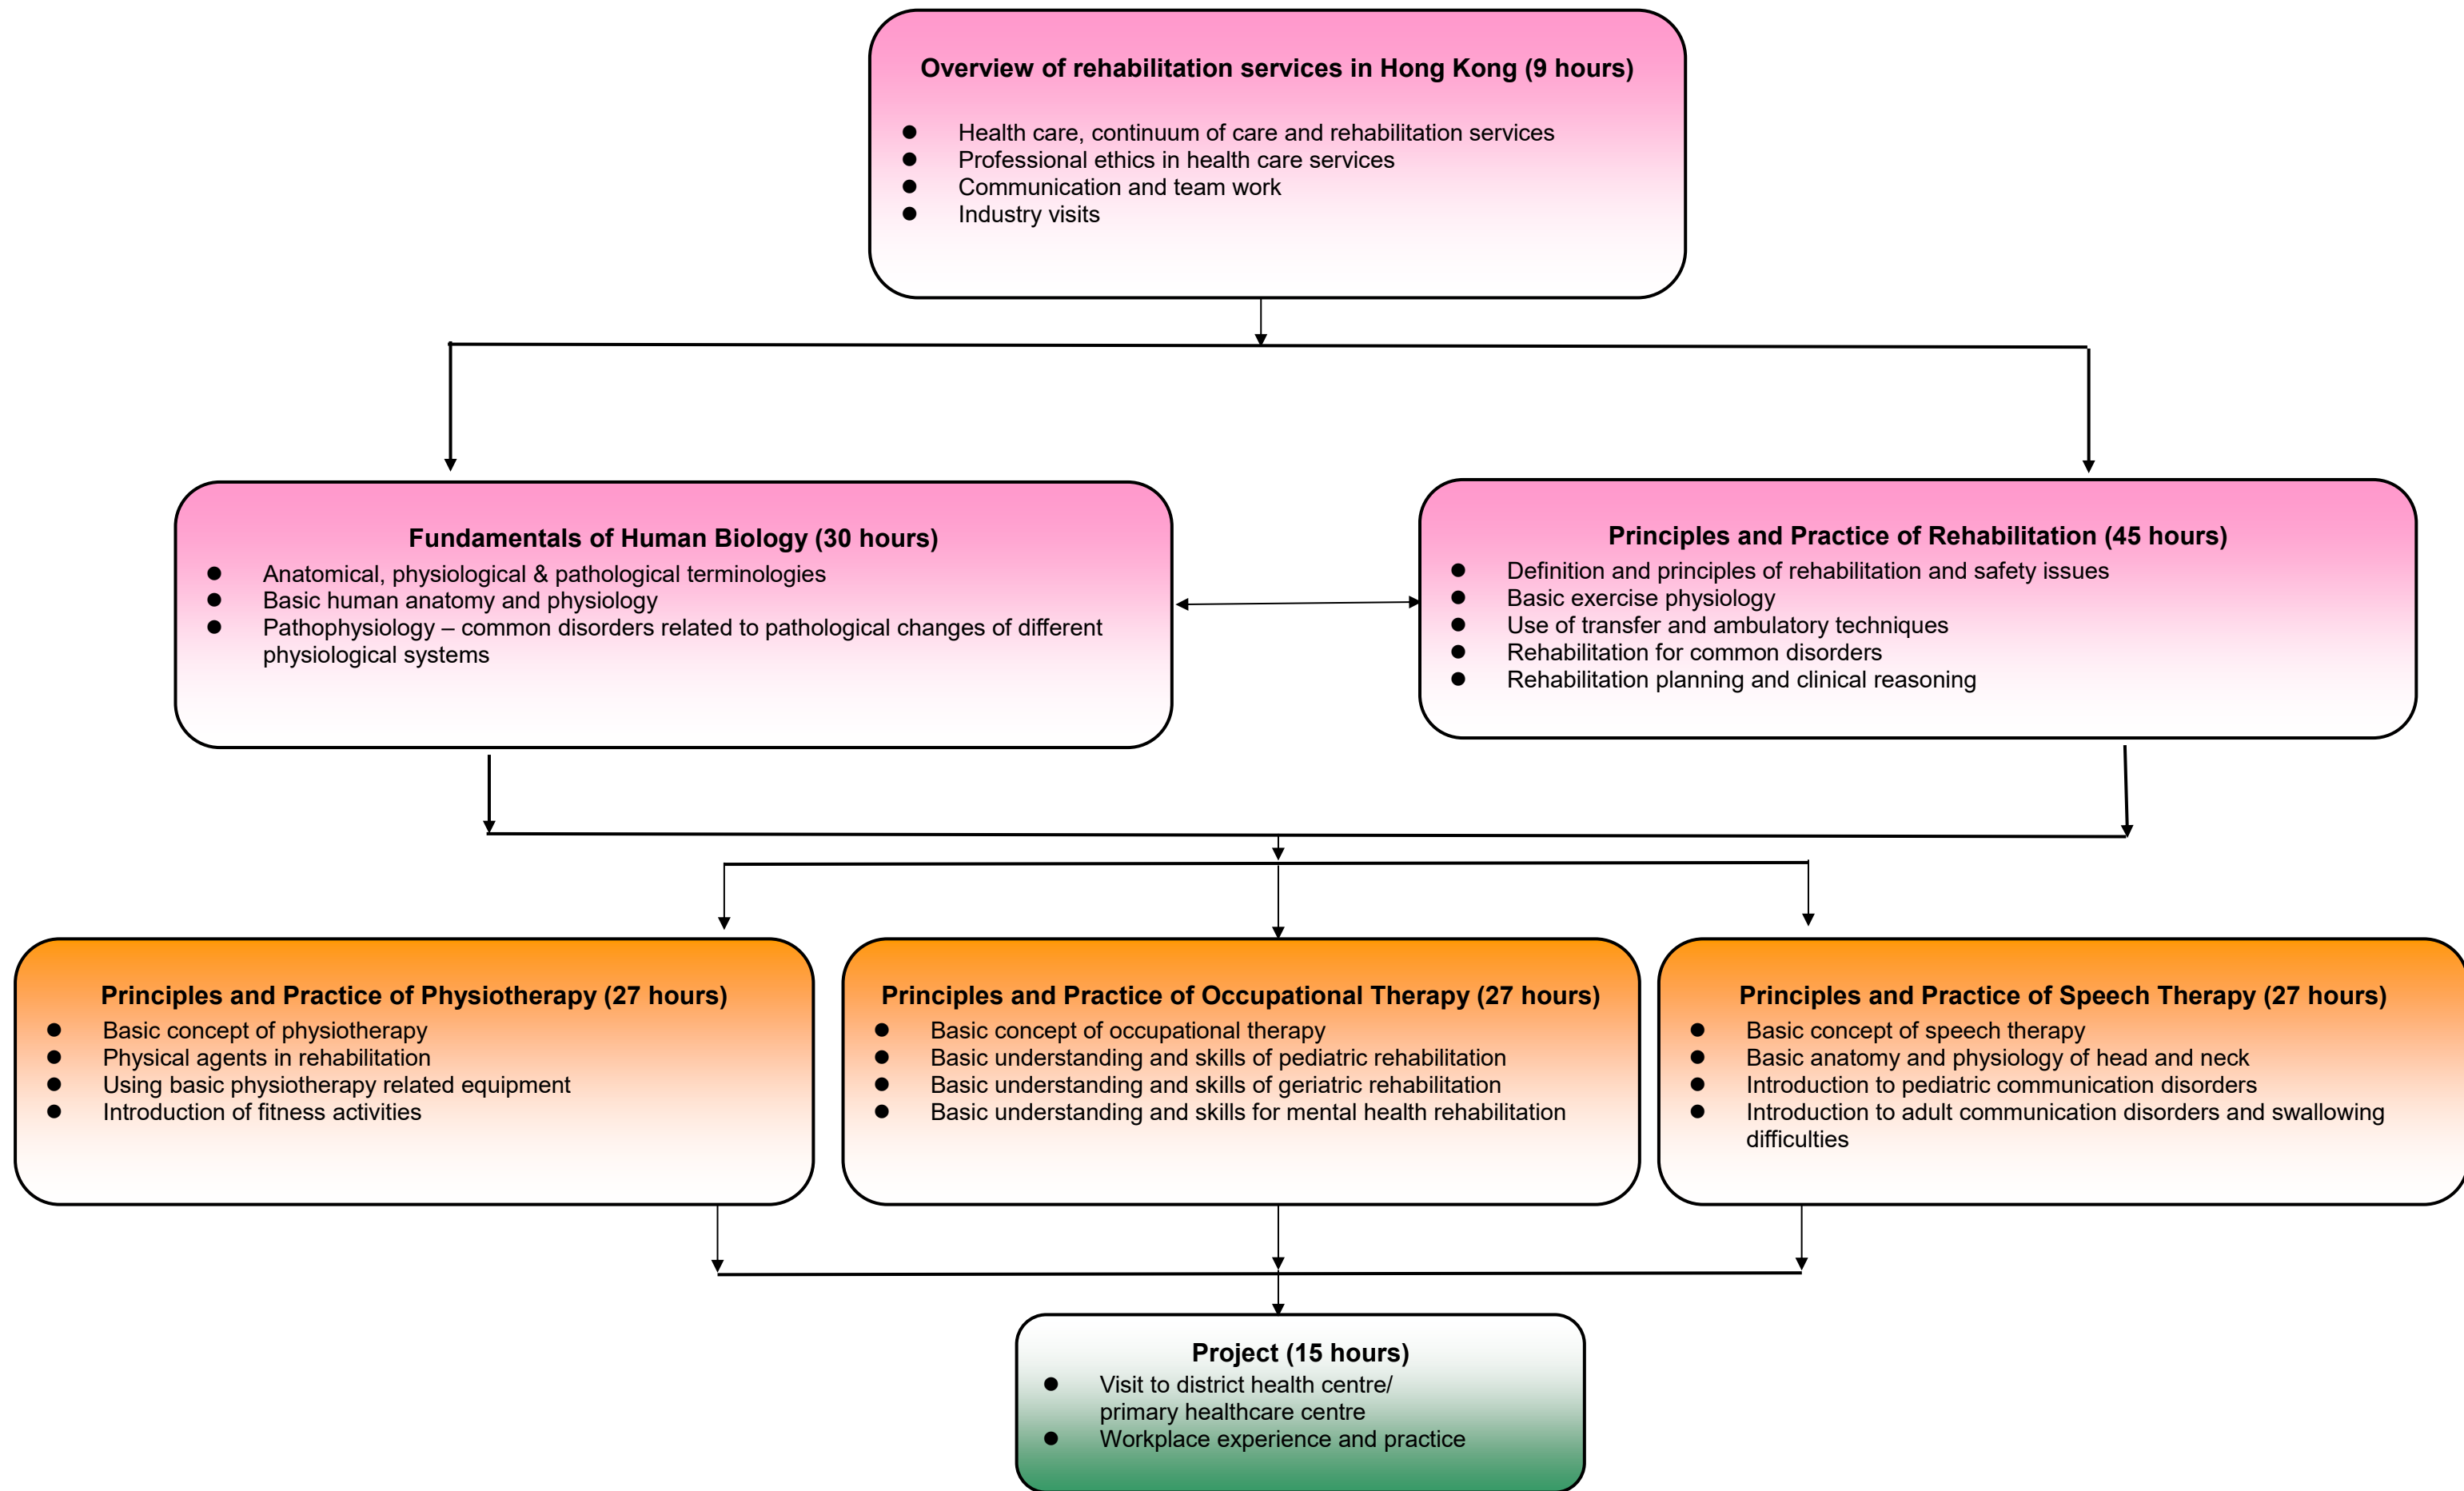 Overview of rehabilitation services in Hong Kong (9 hours)
● Health care, continuum of care and rehabilitation services
● Professional ethics in health care services
● Communication and team work
● Industry visits
Fundamentals of Human Biology (30 hours)
● Anatomical, physiological & pathological terminologies
● Basic human anatomy and physiology
● Pathophysiology – common disorders related to pathological changes of different
physiological systems
Principles and Practice of Rehabilitation (45 hours)
● Definition and principles of rehabilitation and safety issues
● Basic exercise physiology
● Use of transfer and ambulatory techniques
● Rehabilitation for common disorders
● Rehabilitation planning and clinical reasoning
Principles and Practice of Physiotherapy (27 hours)
● Basic concept of physiotherapy
● Physical agents in rehabilitation
● Using basic physiotherapy related equipment
● Introduction of fitness activities
Principles and Practice of Occupational Therapy (27 hours)
● Basic concept of occupational therapy
● Basic understanding and skills of pediatric rehabilitation
● Basic understanding and skills of geriatric rehabilitation
● Basic understanding and skills for mental health rehabilitation
Principles and Practice of Speech Therapy (27 hours)
● Basic concept of speech therapy
● Basic anatomy and physiology of head and neck
● Introduction to pediatric communication disorders
● Introduction to adult communication disorders and swallowing
difficulties
Project (15 hours)
● Visit to district health centre/
primary healthcare centre
● Workplace experience and practice